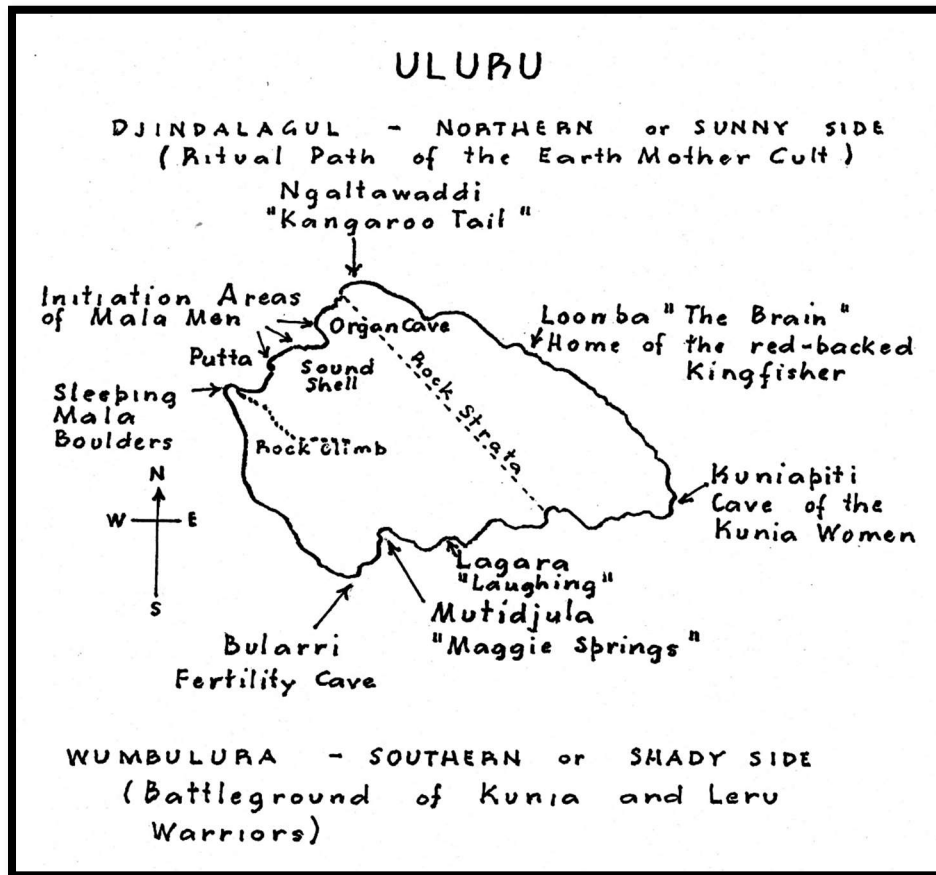 ULURU
DJINDALAGUL - NORTHERN or SUNNY SIDE
(Ritual Path of the Earth Mother Cult)
Ngaltawaddi
"Kangaroo Tail"
Initiation Areas
of Mala Men
Organ Cave
Loomba "The Brain"
Home of the red-backed
Kingfisher
Putta
Sound
Shell
Rock Strata
Sleeping
Mala
Boulders
Rock Climb
N
W E
S
Kuniapiti
Cave of the
Kunia Women
Lagara
"Laughing"
Mutidjula
"Maggie Springs"
Bularri
Fertility Cave
WUMBULURA - SOUTHERN or SHADY SIDE
(Battleground of Kunia and Leru
Warriors)